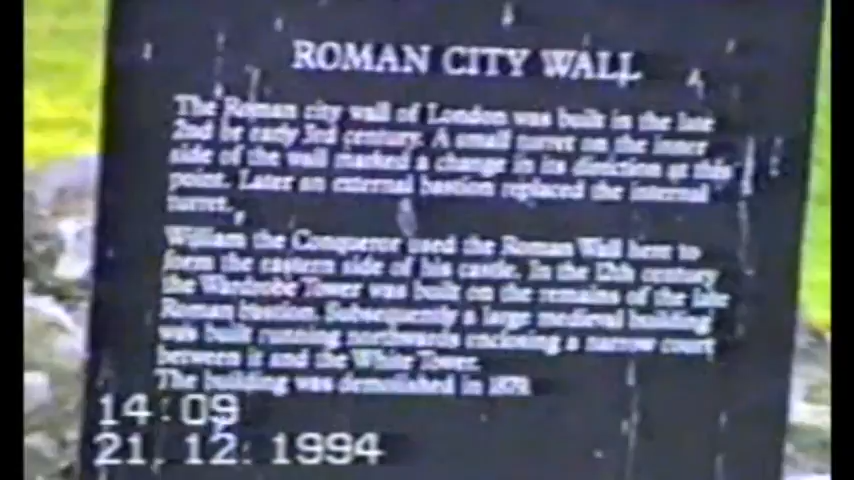 ROMAN CITY WALL
The Roman city wall of London was built in the late
2nd or early 3rd century. A small turret on the inner
side of the wall marked a change in its direction at this
point. Later an external bastion replaced the internal
turret.
William the Conqueror used the Roman Wall here to
form the eastern side of his castle. In the 12th century
the Wardrobe Tower was built on the remains of the late
Roman bastion. Subsequently a large medieval building
was built running northwards enclosing a narrow court
between it and the White Tower.
The building was demolished in 1879.
14:09
21.12.1994